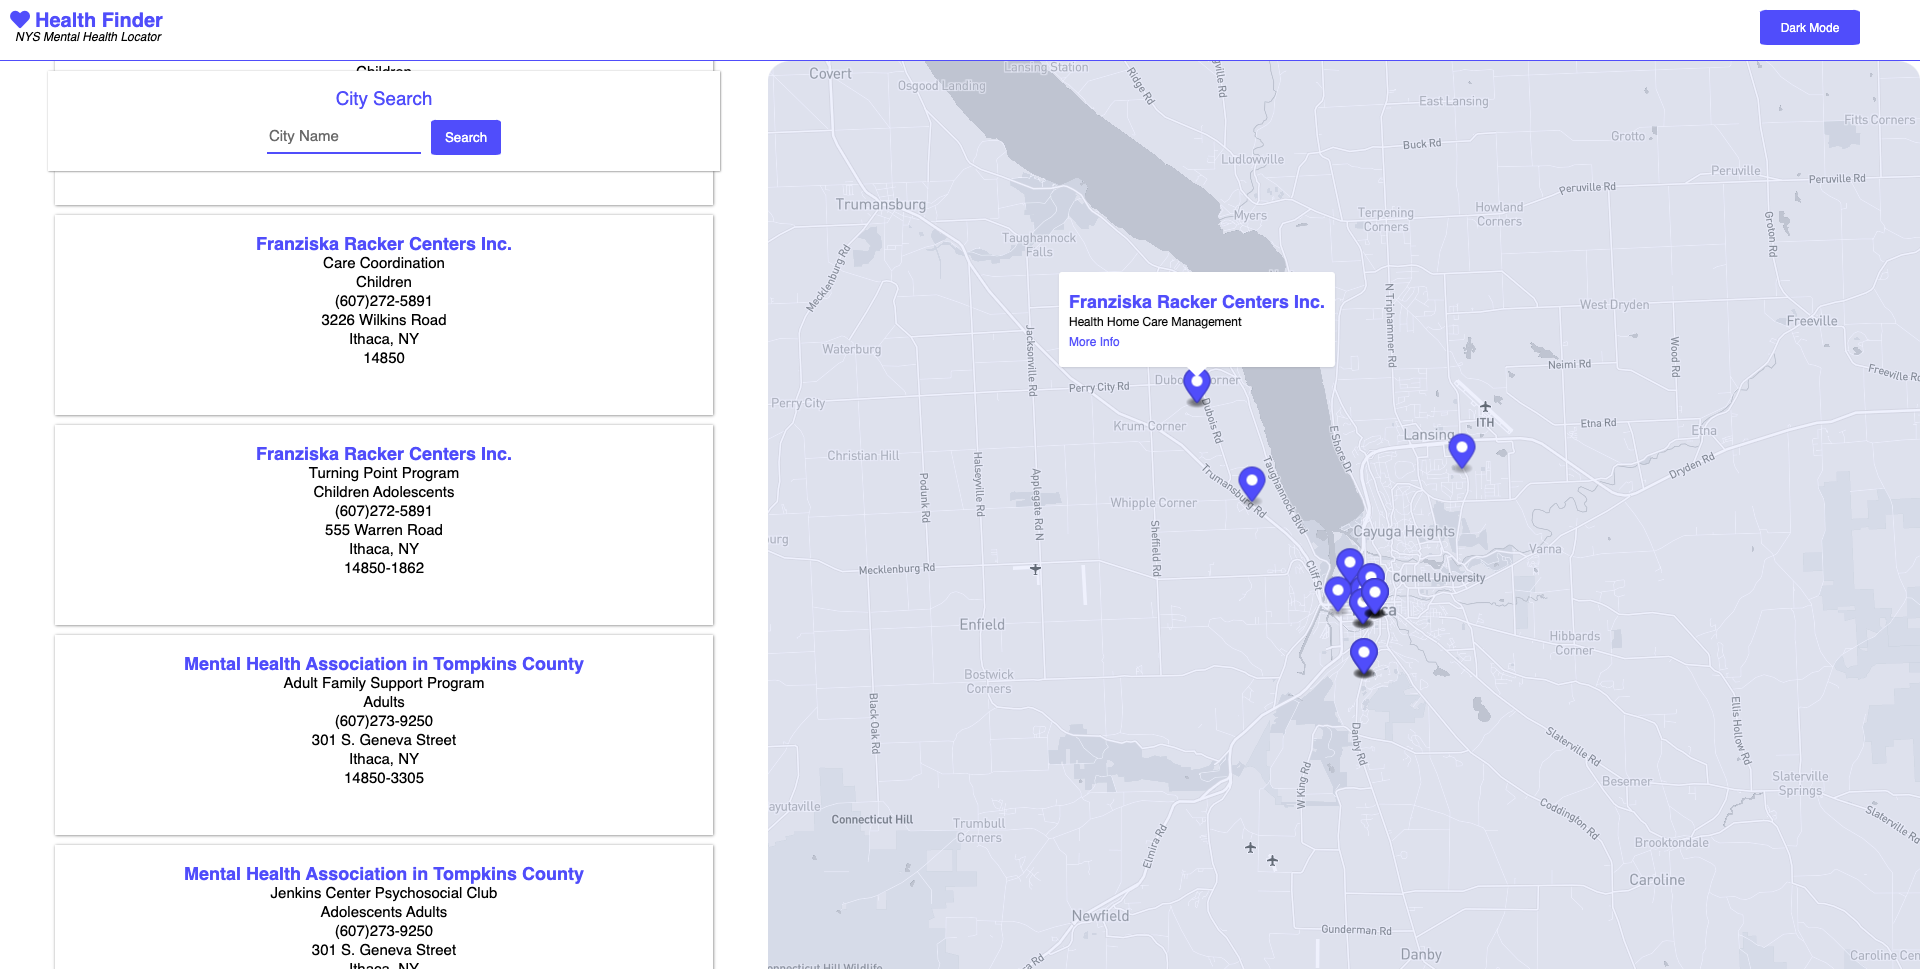 Health Finder
NYS Mental Health Locator
Dark Mode
Children
City Search
City Name
Search
Franziska Racker Centers Inc.
Care Coordination
Children
(607)272-5891
3226 Wilkins Road
Ithaca, NY
14850
Franziska Racker Centers Inc.
Turning Point Program
Children Adolescents
(607)272-5891
555 Warren Road
Ithaca, NY
14850-1862
Mental Health Association in Tompkins County
Adult Family Support Program
Adults
(607)273-9250
301 S. Geneva Street
Ithaca, NY
14850-3305
Mental Health Association in Tompkins County
Jenkins Center Psychosocial Club
Adolescents Adults
(607)273-9250
301 S. Geneva Street
Ithaca, NY
Covert
Lansing Station
Osgood Landing
Ridge Rd
East Lansing
Fitts Corners
Grotto
Buck Rd
Ludlowville
Peruville
Peruville Rd
Peruville Rd
Trumansburg
Myers
Terpening
Corners
Howland
Corners
Groton Rd
Taughannock
Falls
Mecklenburg Rd
Franziska Racker Centers Inc.
Health Home Care Management
More Info
N Triphammer Rd
West Dryden
Freeville
Waterburg
Jacksonville Rd
Wood Rd
Neimi Rd
Freeville Ro
Perry City Rd
Perry City
Dubois Rd
ITH
Krum Corner
Lansing
Etna Rd
Etna
E Shore Dr
Christian Hill
Dryden Rd
Podunk Rd
Halseyville Rd
Applegate Rd N
Trumansburg Rd
Taughannock Blvd
Whipple Corner
Sheffield Rd
Cayuga Heights
Varna
urg
Mecklenburg Rd
Cliff St
Cornell University
ca
Enfield
Hibbards
Corner
Bostwick
Corners
Black Oak Rd
Danby Rd
Ellis Hollow Rd
Slaterville Rd
W King Rd
Besemer
Slaterville
Springs
ayutaville
Connecticut Hill
Trumbull
Corners
Elmira Rd
Coddington Rd
Slaterville Rd
Brooktondale
Caroline
Newfield
Gunderman Rd
Danby
Caroline Cen
onnecticut Hill Wildlife
a Rd